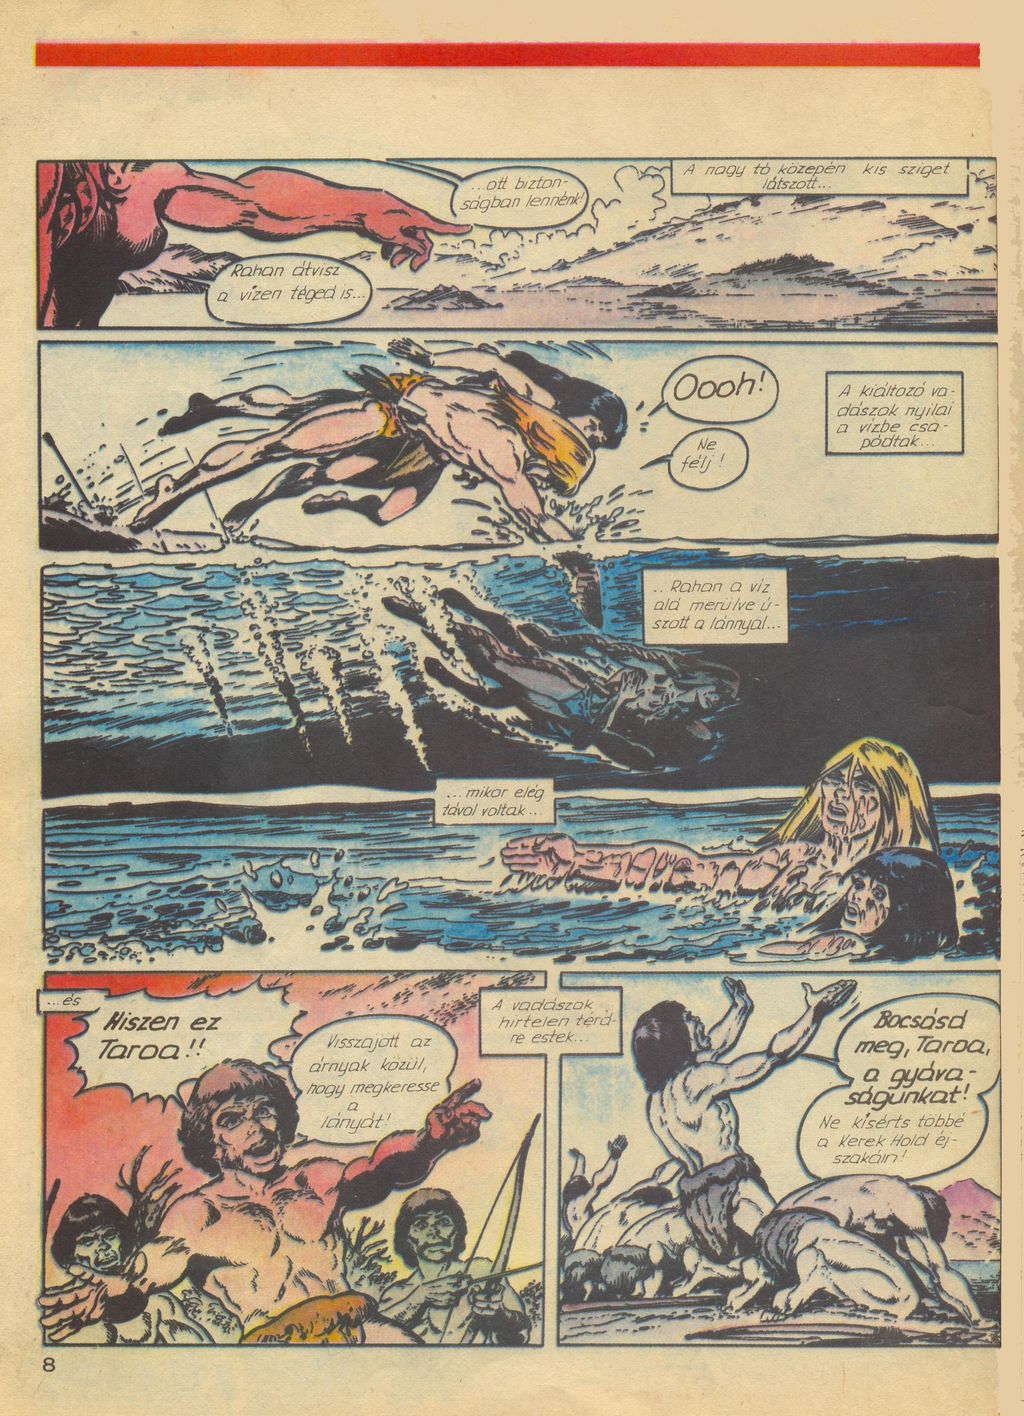 ...ott bizton-
ságban lennénk!
A nagy tó közepén kis sziget
látszott...
Rahan átvisz
a vízen téged is...
Oooh!
Ne
félj!
A kiáltozó va-
dászok nyilai
a vízbe csa-
pódtak...
.. Rahan a víz
alá merülve ú-
szott a lánnyal...
...mikor elég
távol voltak...
...és
Hiszen ez
Taroa!!
Visszajött az
árnyak közül,
hogy megkeresse
a
lányát!
A vadászok
hirtelen térd-
re estek...
Bocsásd
meg, Taroa,
a gyáva-
ságunkat!
Ne kisérts többé
a Kerek Hold éj-
szakáin!
8